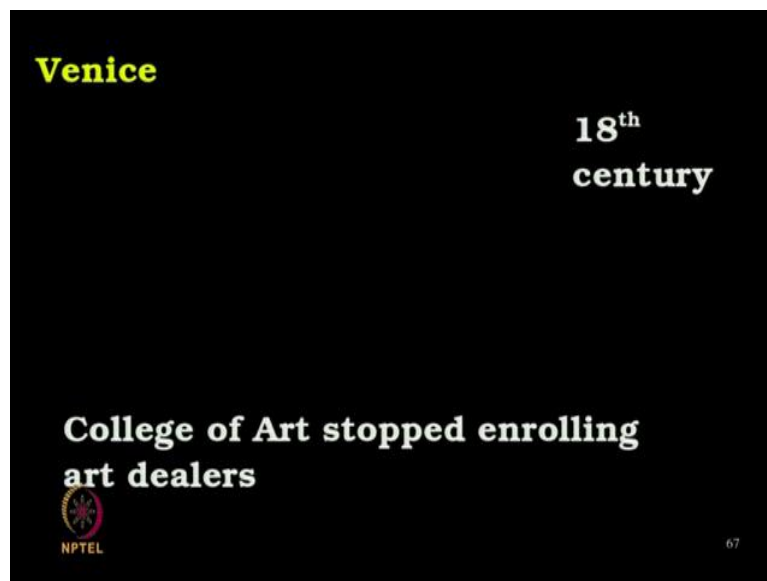 Venice
18th
century
College of Art stopped enrolling
art dealers
NPTEL
67